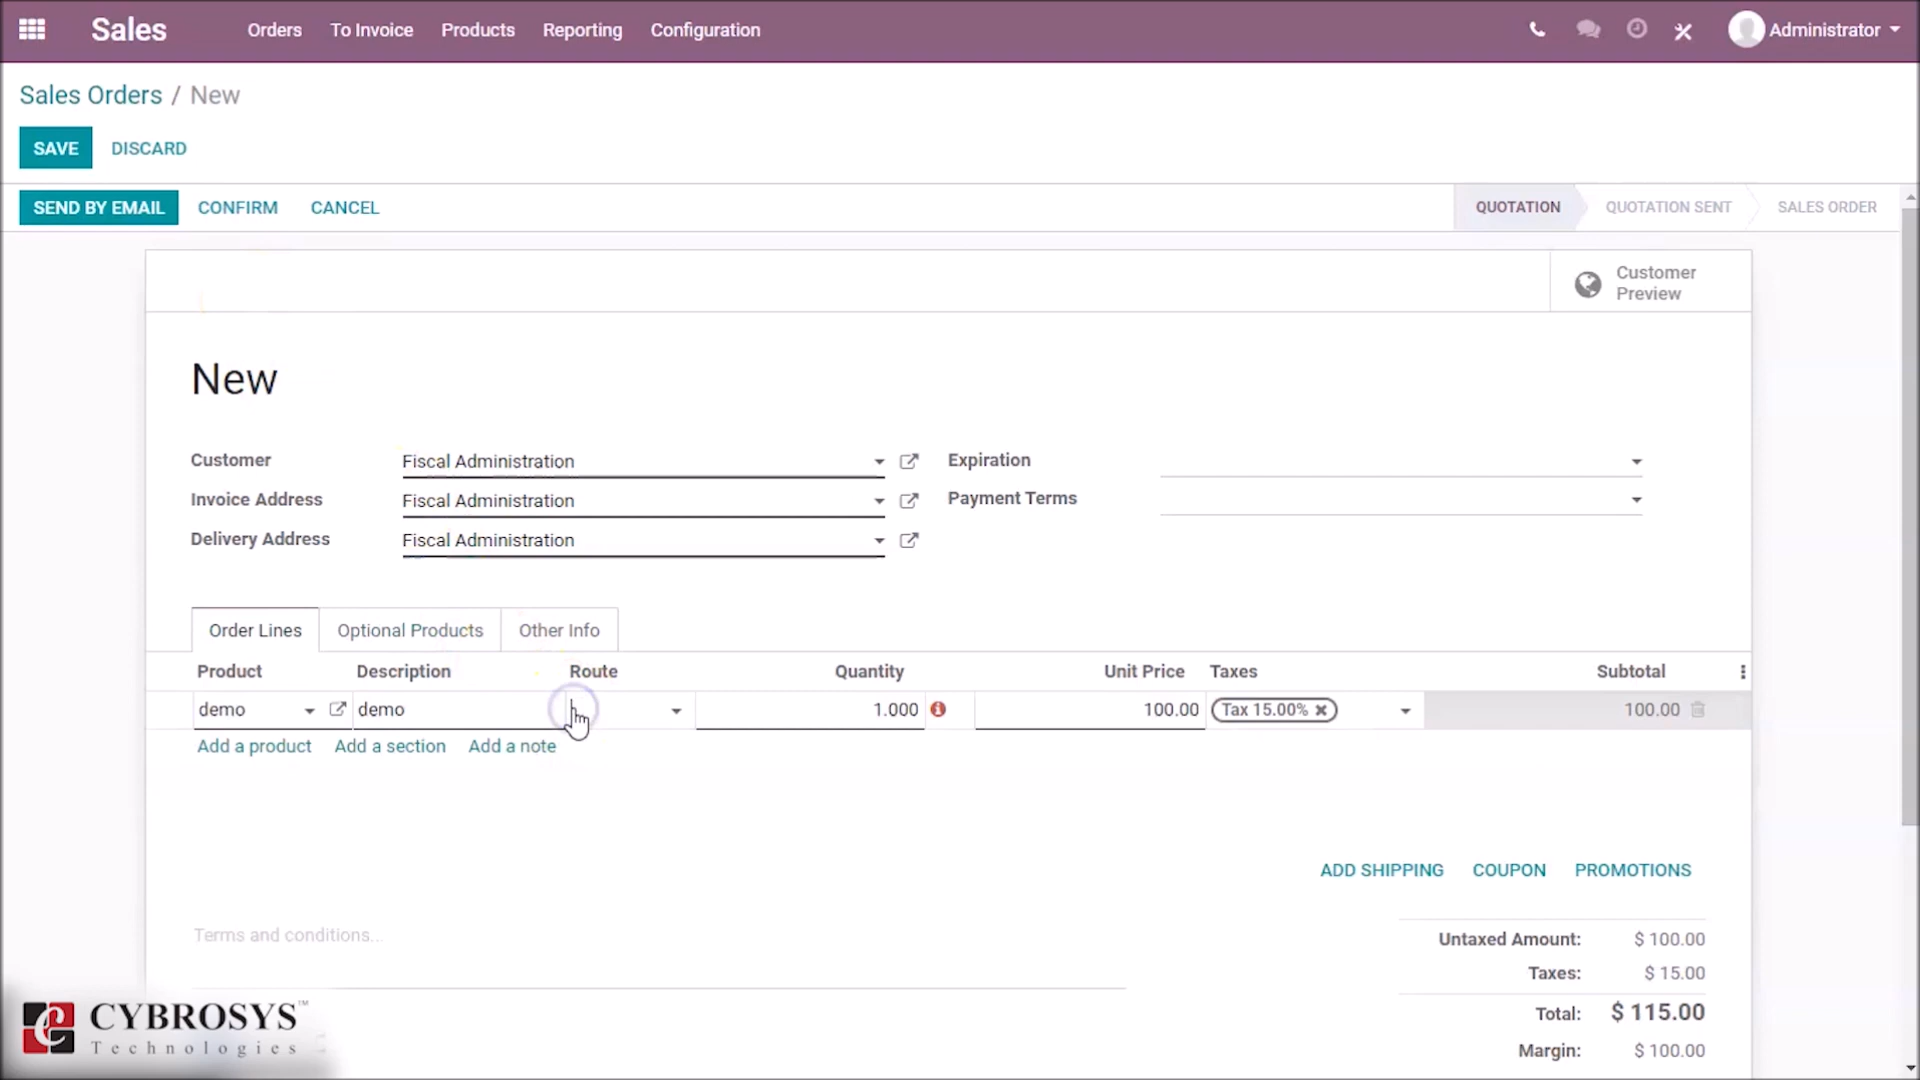 Sales Orders To Invoice Products Reporting Configuration Administrator
Sales Orders / New
SAVE DISCARD
SEND BY EMAIL CONFIRM CANCEL QUOTATION QUOTATION SENT SALES ORDER
Customer
Preview
New
Customer Fiscal Administration Expiration
Invoice Address Fiscal Administration Payment Terms
Delivery Address Fiscal Administration
Order Lines Optional Products Other Info
Product Description Route Quantity Unit Price Taxes Subtotal
demo demo 1.000 100.00 Tax 15.00% 100.00
Add a product Add a section Add a note
ADD SHIPPING COUPON PROMOTIONS
Terms and conditions...
Untaxed Amount: $ 100.00
Taxes: $ 15.00
Total: $ 115.00
Margin: $ 100.00
CYBROSYS™
Technologies